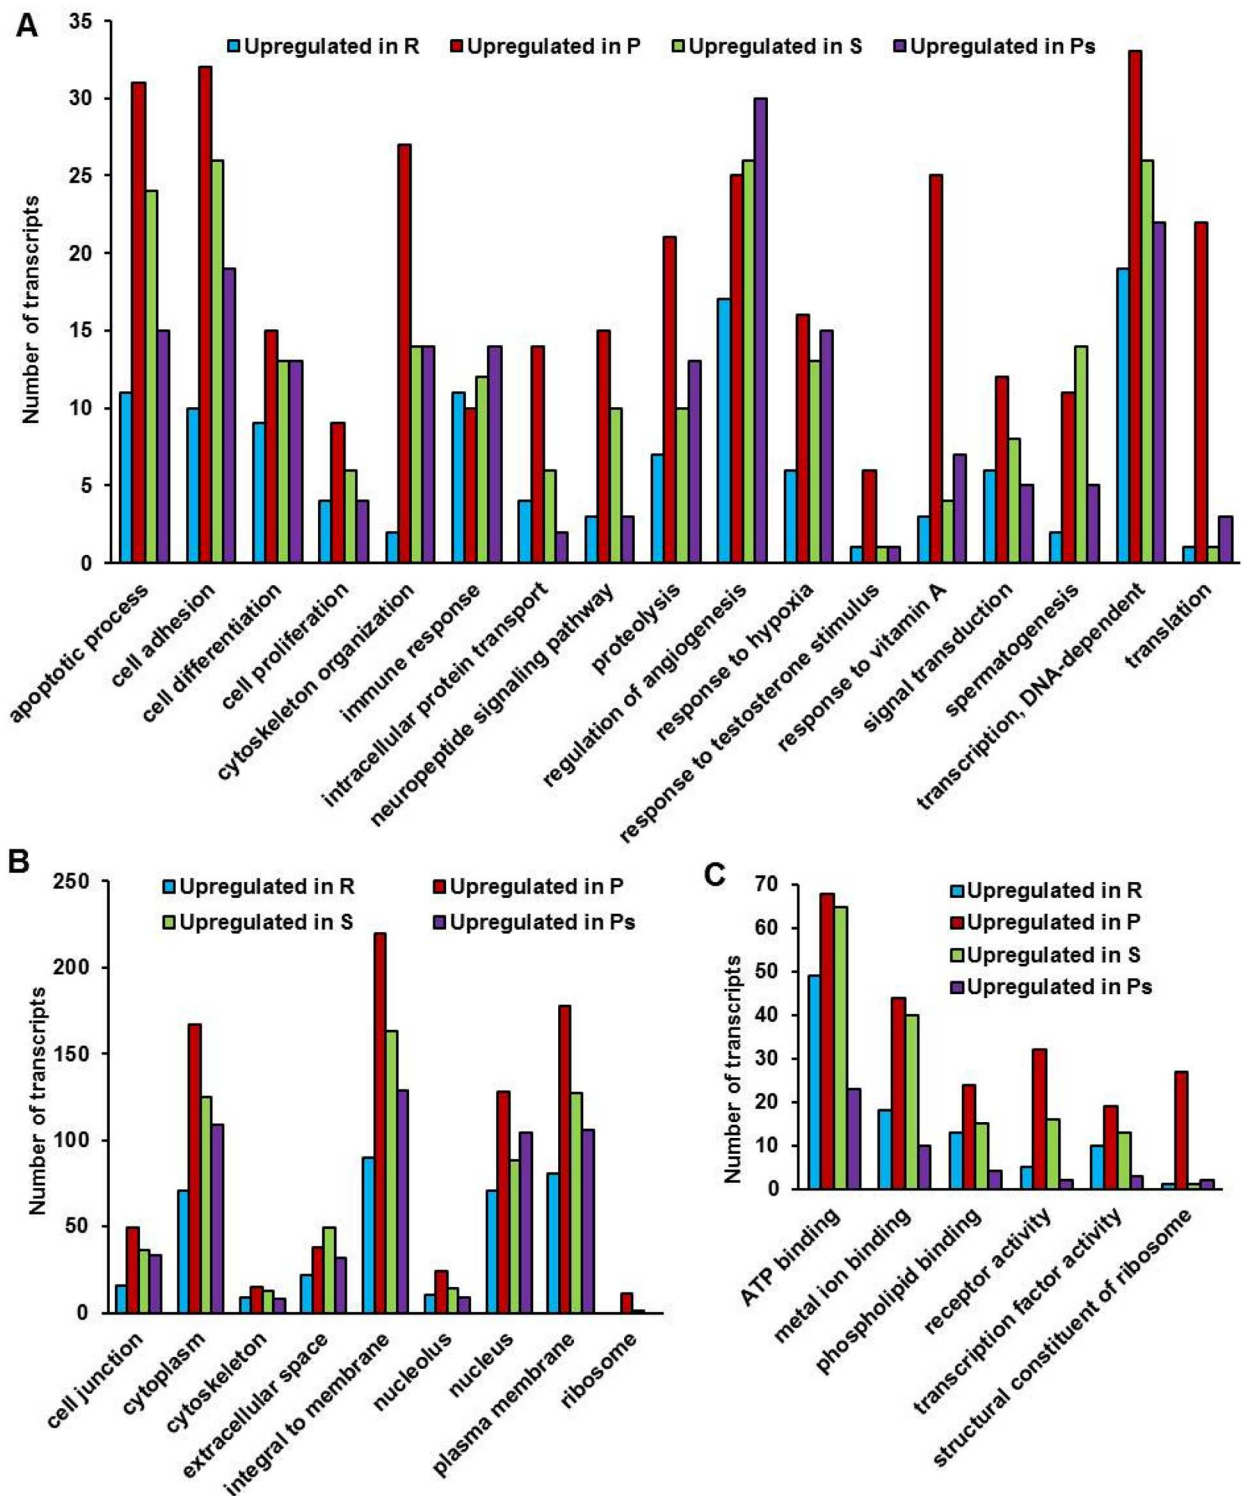 A
35
30
25
20
15
10
5
0
Number of transcripts
Upregulated in R Upregulated in P Upregulated in S Upregulated in Ps
apoptotic process
cell adhesion
cell differentiation
cell proliferation
cytoskeleton organization
immune response
intracellular protein transport
neuropeptide signaling pathway
proteolysis
regulation of angiogenesis
response to hypoxia
response to testosterone stimulus
response to vitamin A
signal transduction
spermatogenesis
transcription, DNA-dependent
translation
B
250
200
150
100
50
0
Number of transcripts
Upregulated in R Upregulated in P
Upregulated in S Upregulated in Ps
cell junction
cytoplasm
cytoskeleton
extracellular space
integral to membrane
nucleolus
nucleus
plasma membrane
ribosome
C
70
60
50
40
30
20
10
0
Number of transcripts
Upregulated in R
Upregulated in P
Upregulated in S
Upregulated in Ps
ATP binding
metal ion binding
phospholipid binding
receptor activity
transcription factor activity
structural constituent of ribosome